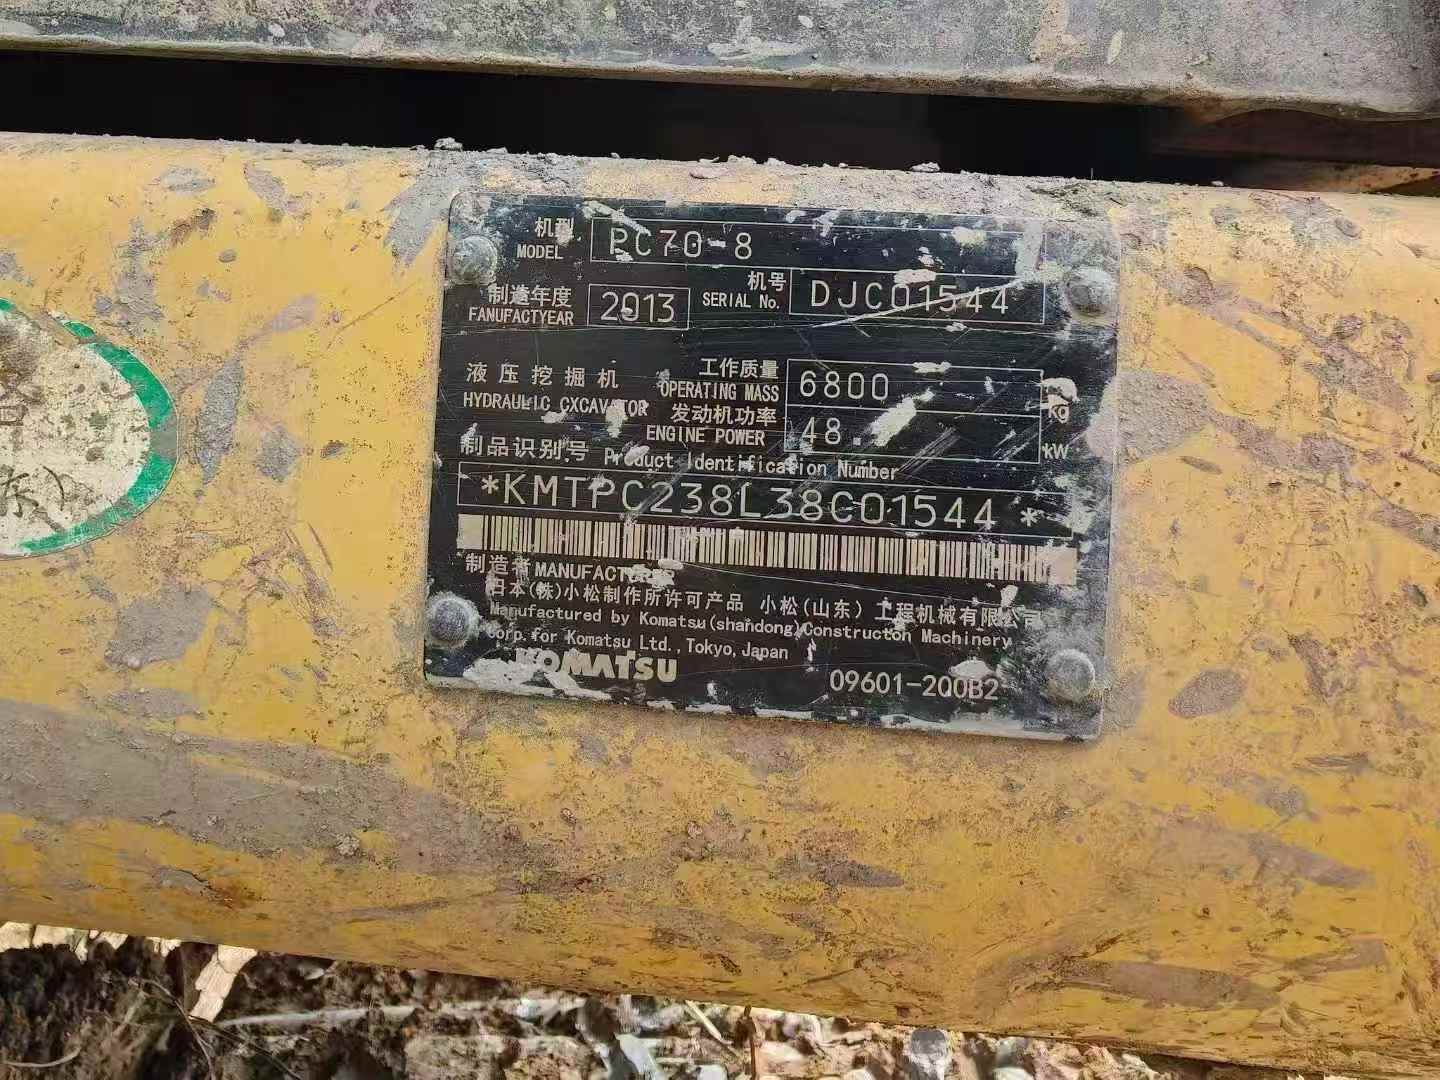 机型 MODEL PC70-8
制造年度 FANUFACTYEAR 2013 机号 SERIAL No. DJC01544
液压挖掘机 HYDRAULIC CXCAVATOR
工作质量 OPERATING MASS 6800 kg
发动机功率 ENGINE POWER 48. kW
制品识别号 Product Identification Number
*KMTPC238L38C01544*
制造者 MANUFACTURER
日本(株)小松制作所许可产品 小松(山东)工程机械有限公司
Manufactured by Komatsu(shandong)Constructon Machinery
Corp. for Komatsu Ltd.,Tokyo,Japan
KOMATSU 09601-200B2